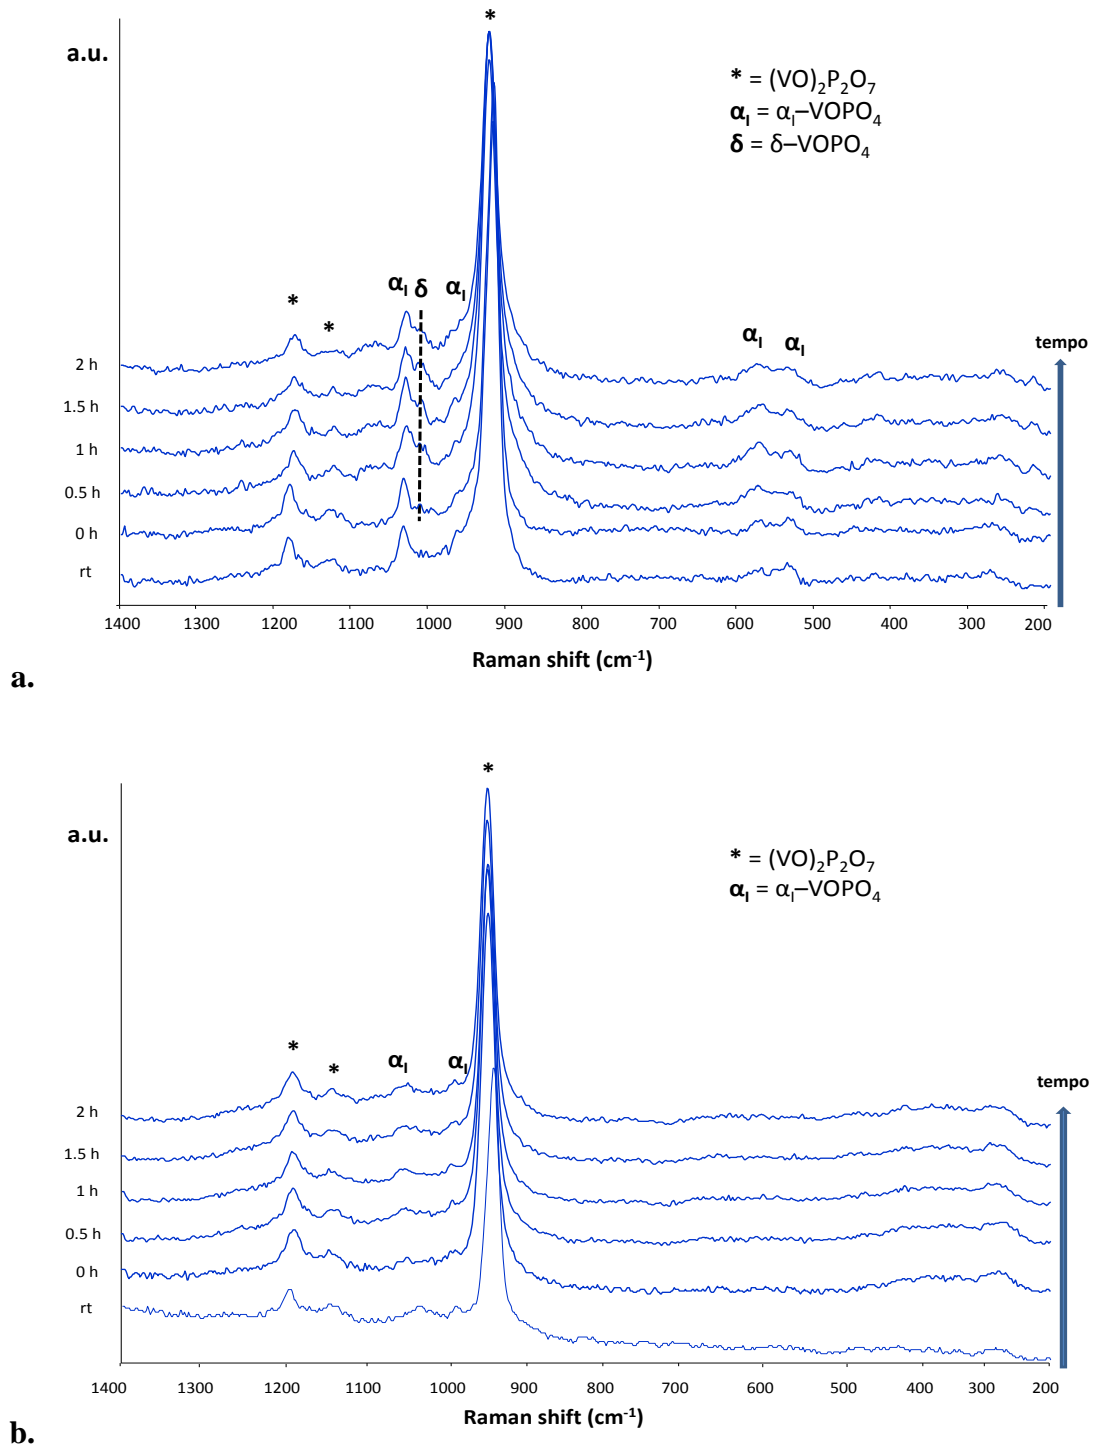 *
a.u.
* = (VO)₂P₂O₇
αI = αI–VOPO₄
δ = δ–VOPO₄
αI δ αI
* *
αI αI
tempo
2 h
1.5 h
1 h
0.5 h
0 h
rt
1400 1300 1200 1100 1000 900 800 700 600 500 400 300 200
Raman shift (cm⁻¹)
a.
*
a.u.
* = (VO)₂P₂O₇
αI = αI–VOPO₄
* * αI αI
tempo
2 h
1.5 h
1 h
0.5 h
0 h
rt
1400 1300 1200 1100 1000 900 800 700 600 500 400 300 200
Raman shift (cm⁻¹)
b.